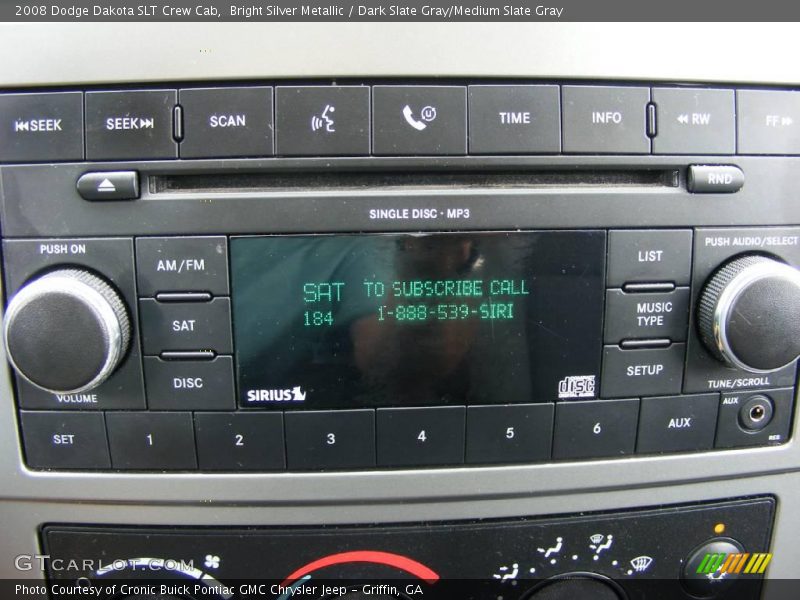 2008 Dodge Dakota SLT Crew Cab, Bright Silver Metallic / Dark Slate Gray/Medium Slate Gray
SEEK SEEK SCAN TIME INFO RW FF
RND
SINGLE DISC · MP3
PUSH ON AM/FM LIST PUSH AUDIO/SELECT
SAT TO SUBSCRIBE CALL
184 1-888-539-SIRI
SAT MUSIC TYPE
DISC SETUP
VOLUME SIRIUS disc TUNE/SCROLL
SET 1 2 3 4 5 6 AUX AUX
GTCARLOT.COM
Photo Courtesy of Cronic Buick Pontiac GMC Chrysler Jeep - Griffin, GA